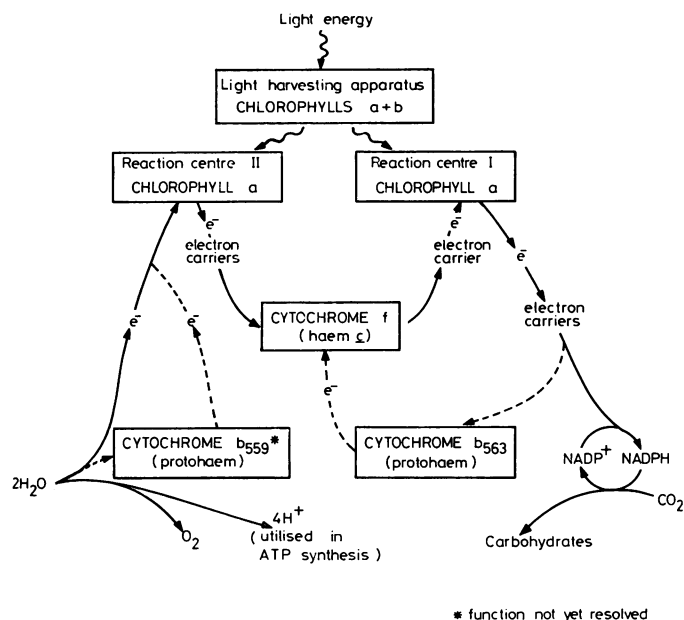 Light energy
Light harvesting apparatus
CHLOROPHYLLS a+b
Reaction centre II
CHLOROPHYLL a
Reaction centre I
CHLOROPHYLL a
e⁻
electron
carriers
e⁻
electron
carrier
e⁻
electron
carriers
CYTOCHROME f
(haem c)
e⁻
e⁻
e⁻
CYTOCHROME b559*
(protohaem)
CYTOCHROME b563
(protohaem)
NADP⁺ NADPH
2H₂O
CO₂
O₂
4H⁺
(utilised in
ATP synthesis)
Carbohydrates
* function not yet resolved